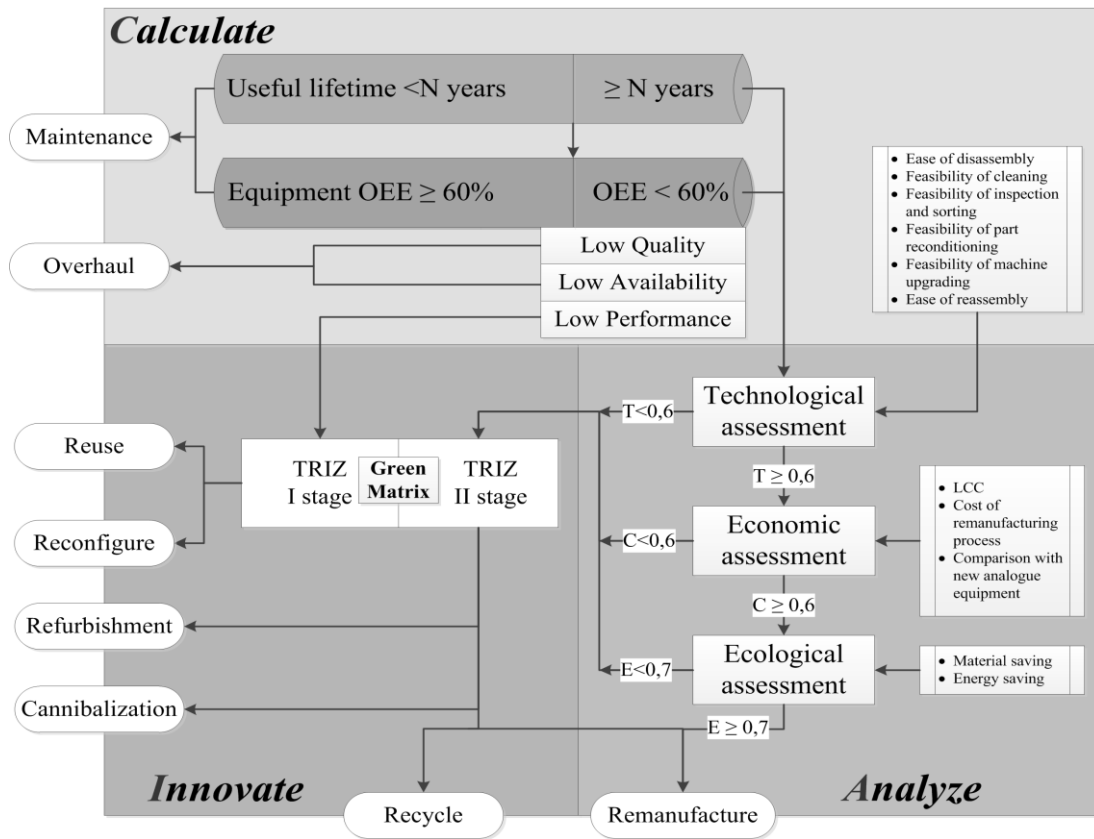 Calculate
Useful lifetime <N years
≥ N years
Maintenance
Equipment OEE ≥ 60%
OEE < 60%
• Ease of disassembly
• Feasibility of cleaning
• Feasibility of inspection
and sorting
• Feasibility of part
reconditioning
• Feasibility of machine
upgrading
• Ease of reassembly
Low Quality
Overhaul
Low Availability
Low Performance
Technological
assessment
T<0,6
Reuse
TRIZ
I stage
Green
Matrix
TRIZ
II stage
T ≥ 0,6
• LCC
• Cost of
remanufacturing
process
• Comparison with
new analogue
equipment
Reconfigure
C<0,6
Economic
assessment
C ≥ 0,6
Refurbishment
E<0,7
Ecological
assessment
• Material saving
• Energy saving
Cannibalization
E ≥ 0,7
Innovate
Analyze
Recycle
Remanufacture